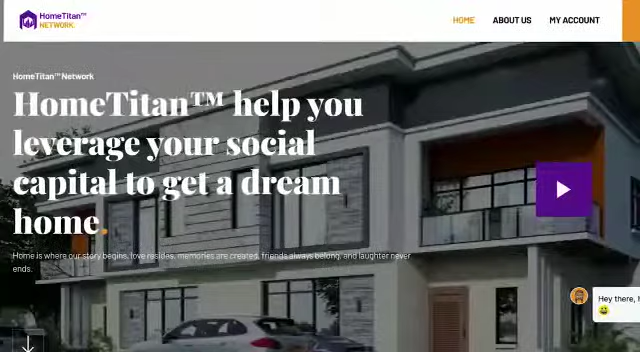 HomeTitan™
NETWORK
HOME ABOUT US MY ACCOUNT
HomeTitan™ Network
HomeTitan™ help you
leverage your social
capital to get a dream
home.
Home is where our story begins, love resides, memories are created, friends always belong, and laughter never
ends.
Hey there,